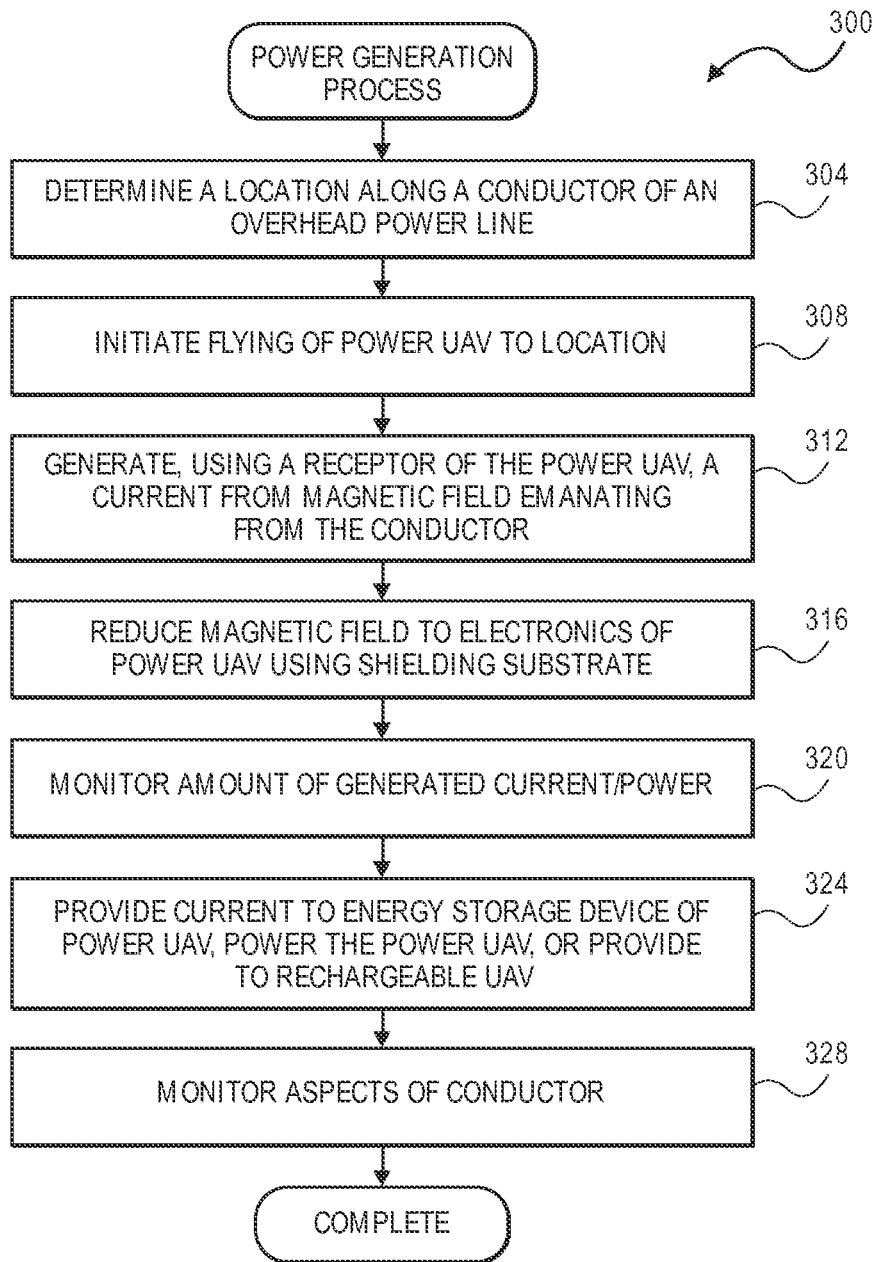 300
POWER GENERATION
PROCESS
DETERMINE A LOCATION ALONG A CONDUCTOR OF AN
OVERHEAD POWER LINE
304
INITIATE FLYING OF POWER UAV TO LOCATION
308
GENERATE, USING A RECEPTOR OF THE POWER UAV, A
CURRENT FROM MAGNETIC FIELD EMANATING
FROM THE CONDUCTOR
312
REDUCE MAGNETIC FIELD TO ELECTRONICS OF
POWER UAV USING SHIELDING SUBSTRATE
316
MONITOR AMOUNT OF GENERATED CURRENT/POWER
320
PROVIDE CURRENT TO ENERGY STORAGE DEVICE OF
POWER UAV, POWER THE POWER UAV, OR PROVIDE
TO RECHARGEABLE UAV
324
MONITOR ASPECTS OF CONDUCTOR
328
COMPLETE